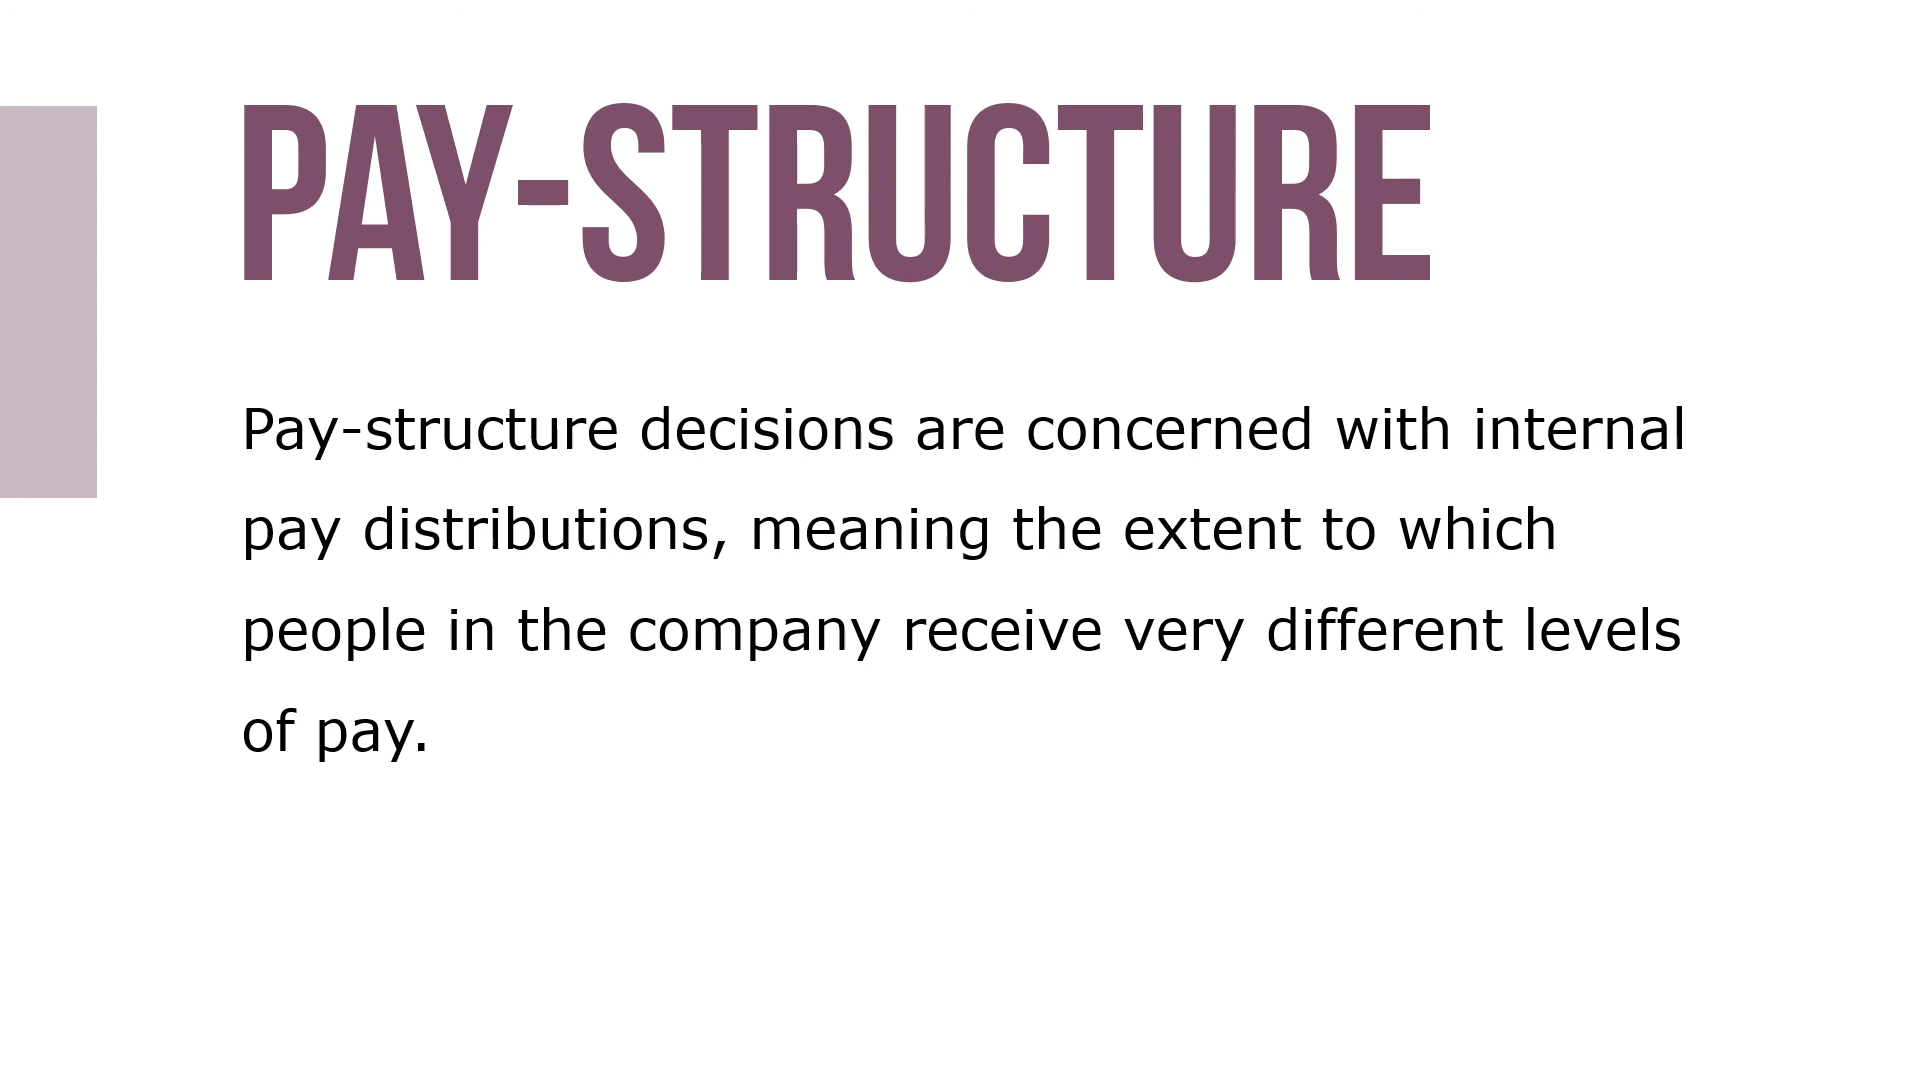 PAY-STRUCTURE
Pay-structure decisions are concerned with internal
pay distributions, meaning the extent to which
people in the company receive very different levels
of pay.